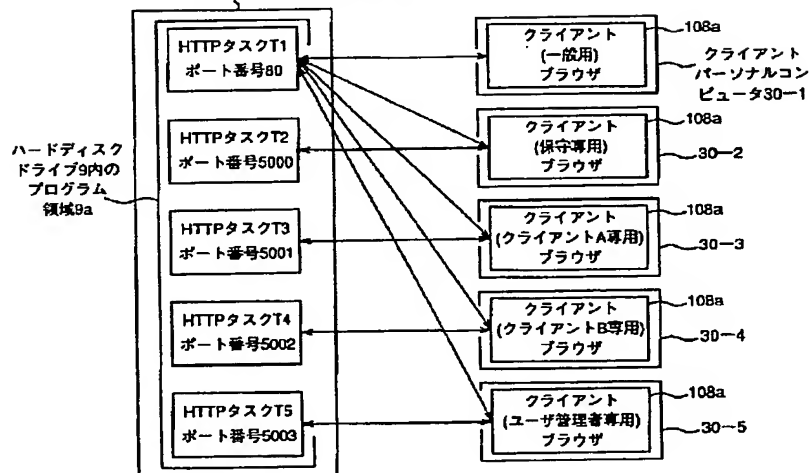 HTTPタスクT1
ポート番号80
HTTPタスクT2
ポート番号5000
HTTPタスクT3
ポート番号5001
HTTPタスクT4
ポート番号5002
HTTPタスクT5
ポート番号5003
ハードディスク
ドライブ9内の
プログラム
領域9a
クライアント
(一般用)
ブラウザ
108a
クライアント
パーソナルコン
ピュータ30-1
クライアント
(保守専用)
ブラウザ
108a
30-2
クライアント
(クライアントA専用)
ブラウザ
108a
30-3
クライアント
(クライアントB専用)
ブラウザ
108a
30-4
クライアント
(ユーザ管理者専用)
ブラウザ
108a
30-5